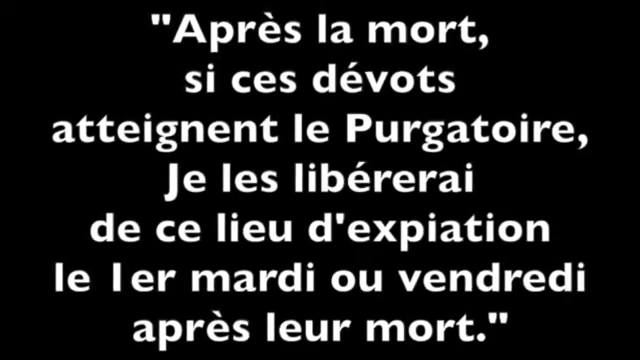 "Après la mort,
si ces dévots
atteignent le Purgatoire,
Je les libérerai
de ce lieu d'expiation
le 1er mardi ou vendredi
après leur mort."